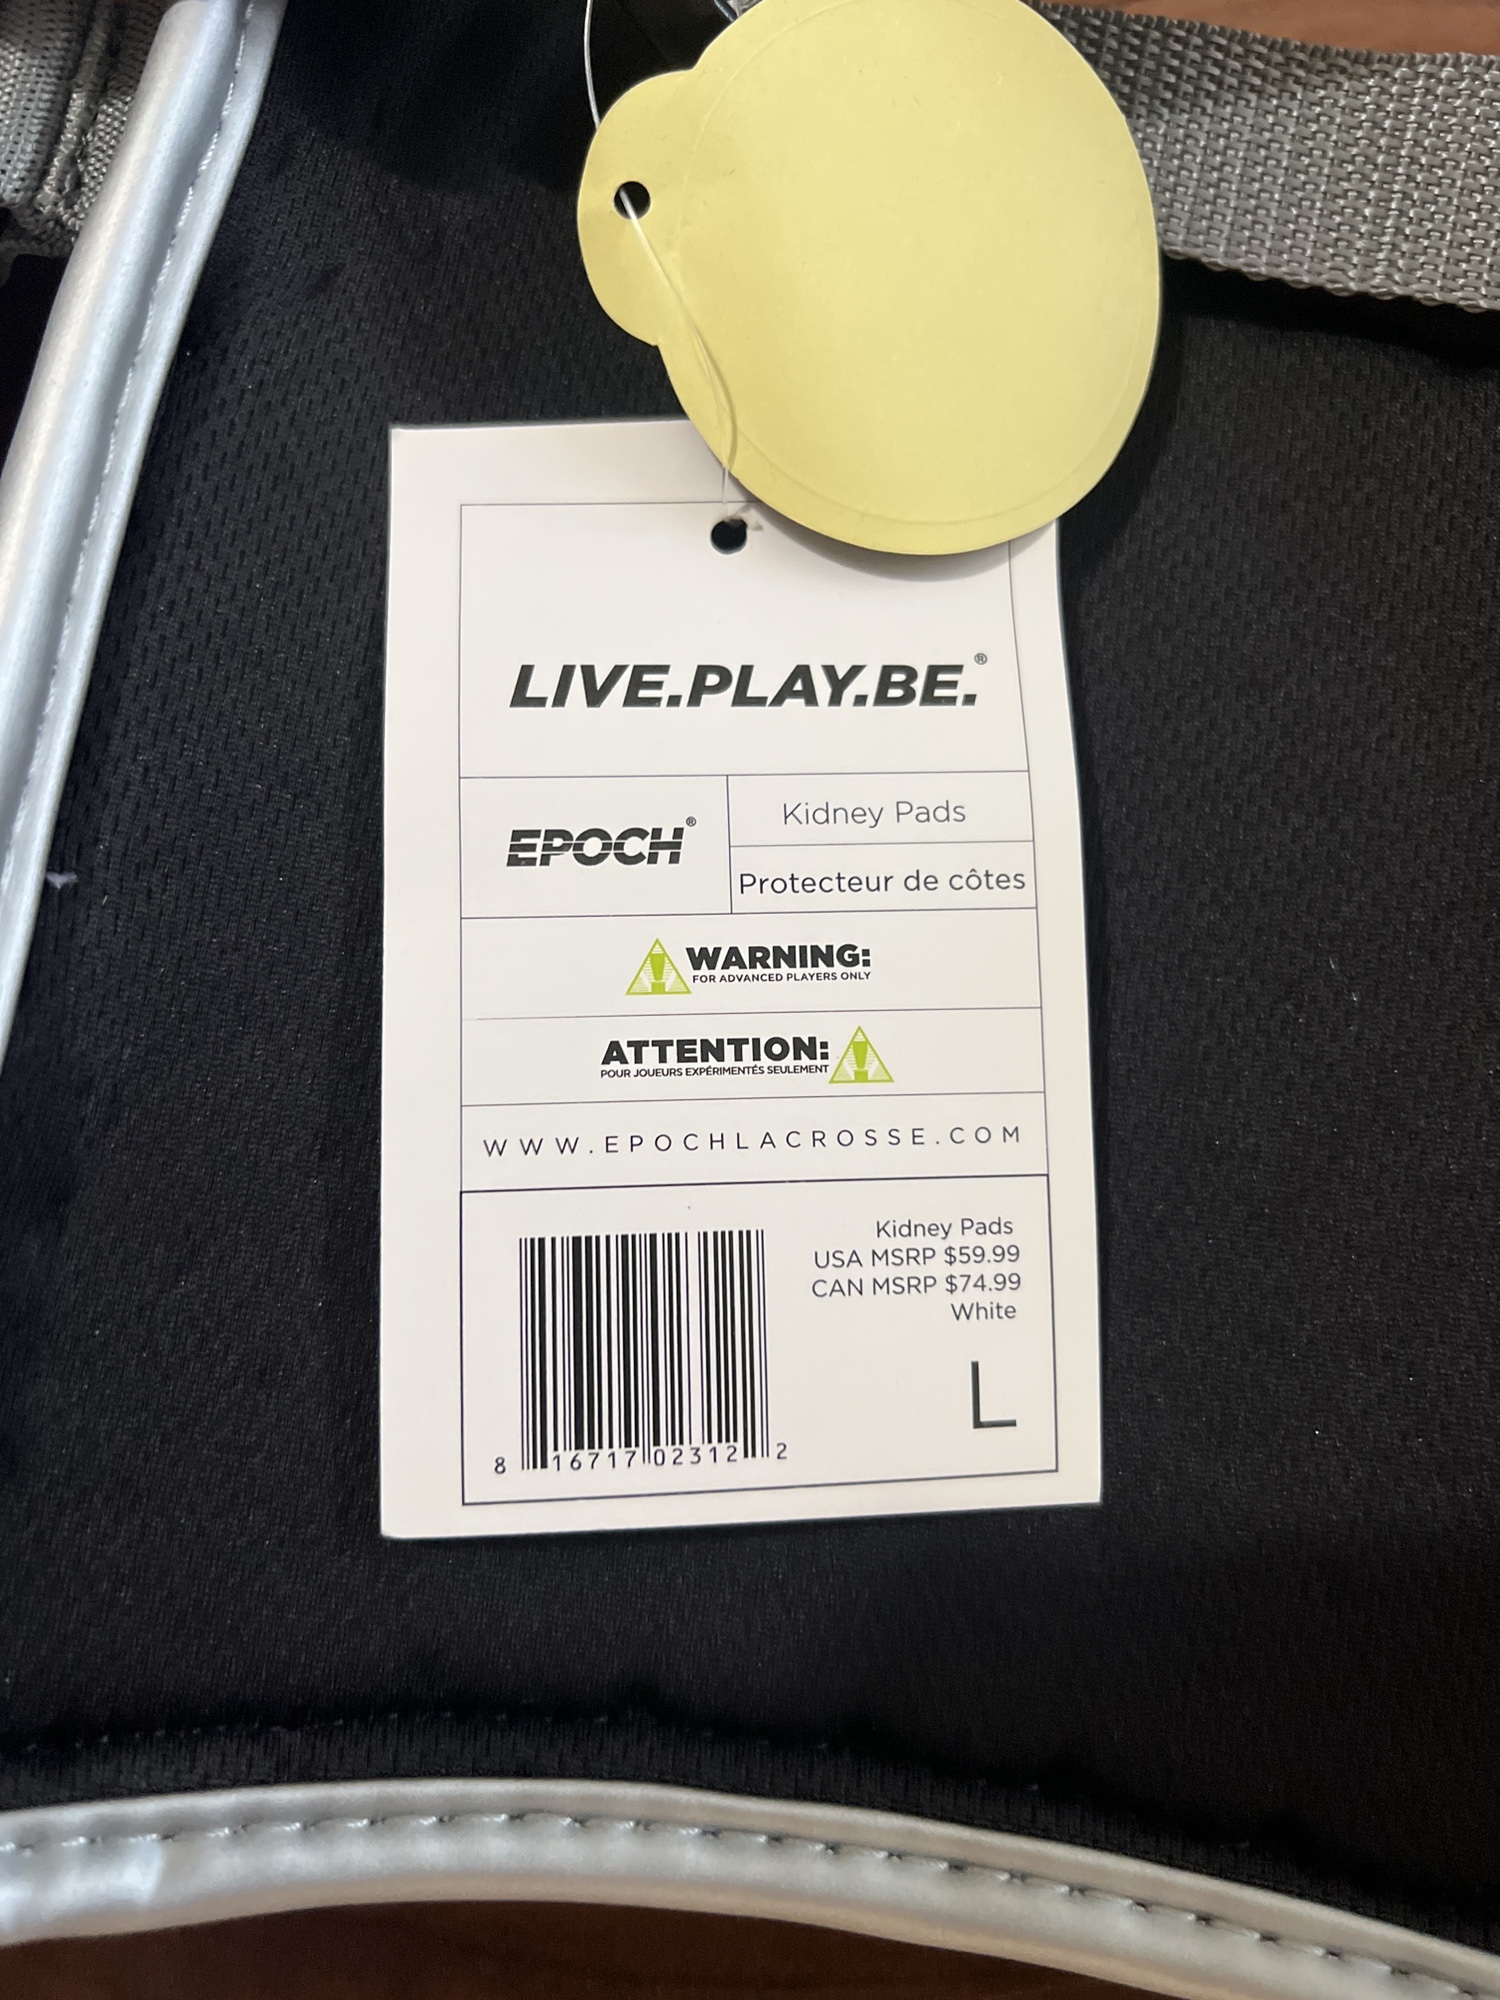 LIVE.PLAY.BE.®
EPOCH®
Kidney Pads
Protecteur de côtes
WARNING:
FOR ADVANCED PLAYERS ONLY
ATTENTION:
POUR JOUEURS EXPÉRIMENTÉS SEULEMENT
WWW.EPOCHLACROSSE.COM
Kidney Pads
USA MSRP $59.99
CAN MSRP $74.99
White
L
8 16717 02312 2